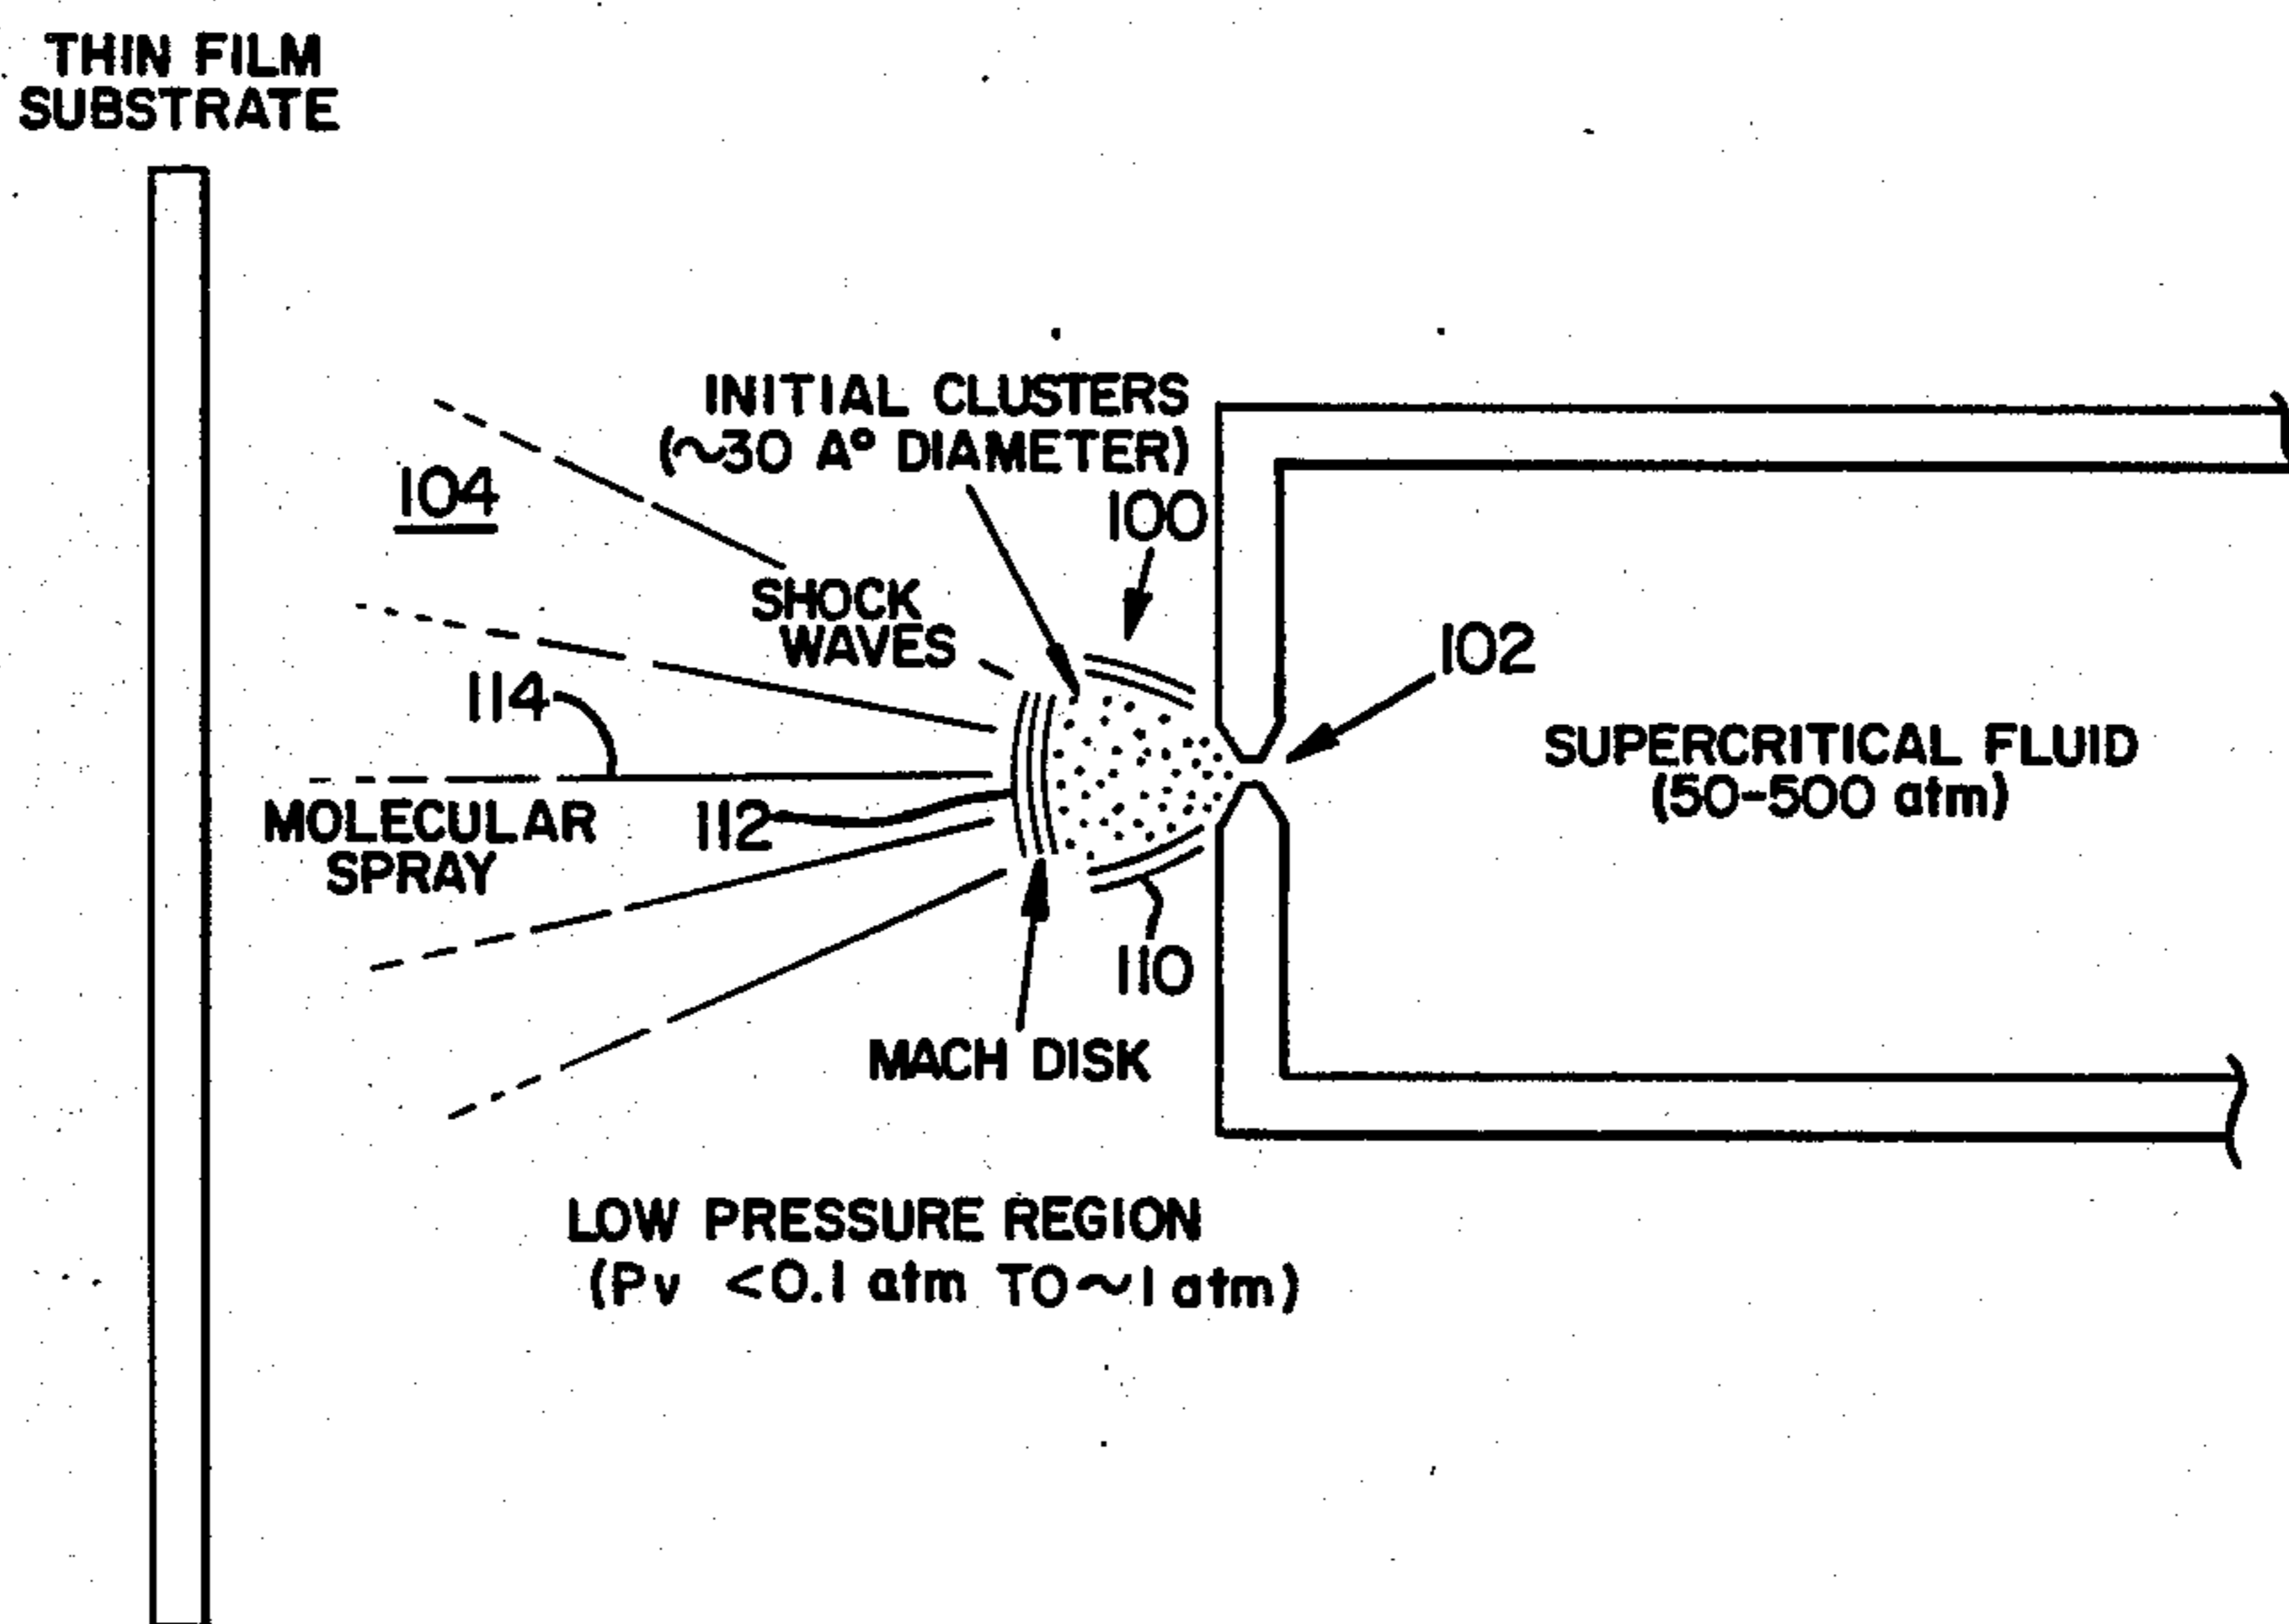 THIN FILM
SUBSTRATE
INITIAL CLUSTERS
(~30 A° DIAMETER)
104
100
SHOCK
WAVES
102
114
SUPERCRITICAL FLUID
(50-500 atm)
MOLECULAR
SPRAY
112
110
MACH DISK
LOW PRESSURE REGION
(Pv <0.1 atm TO ~1 atm)